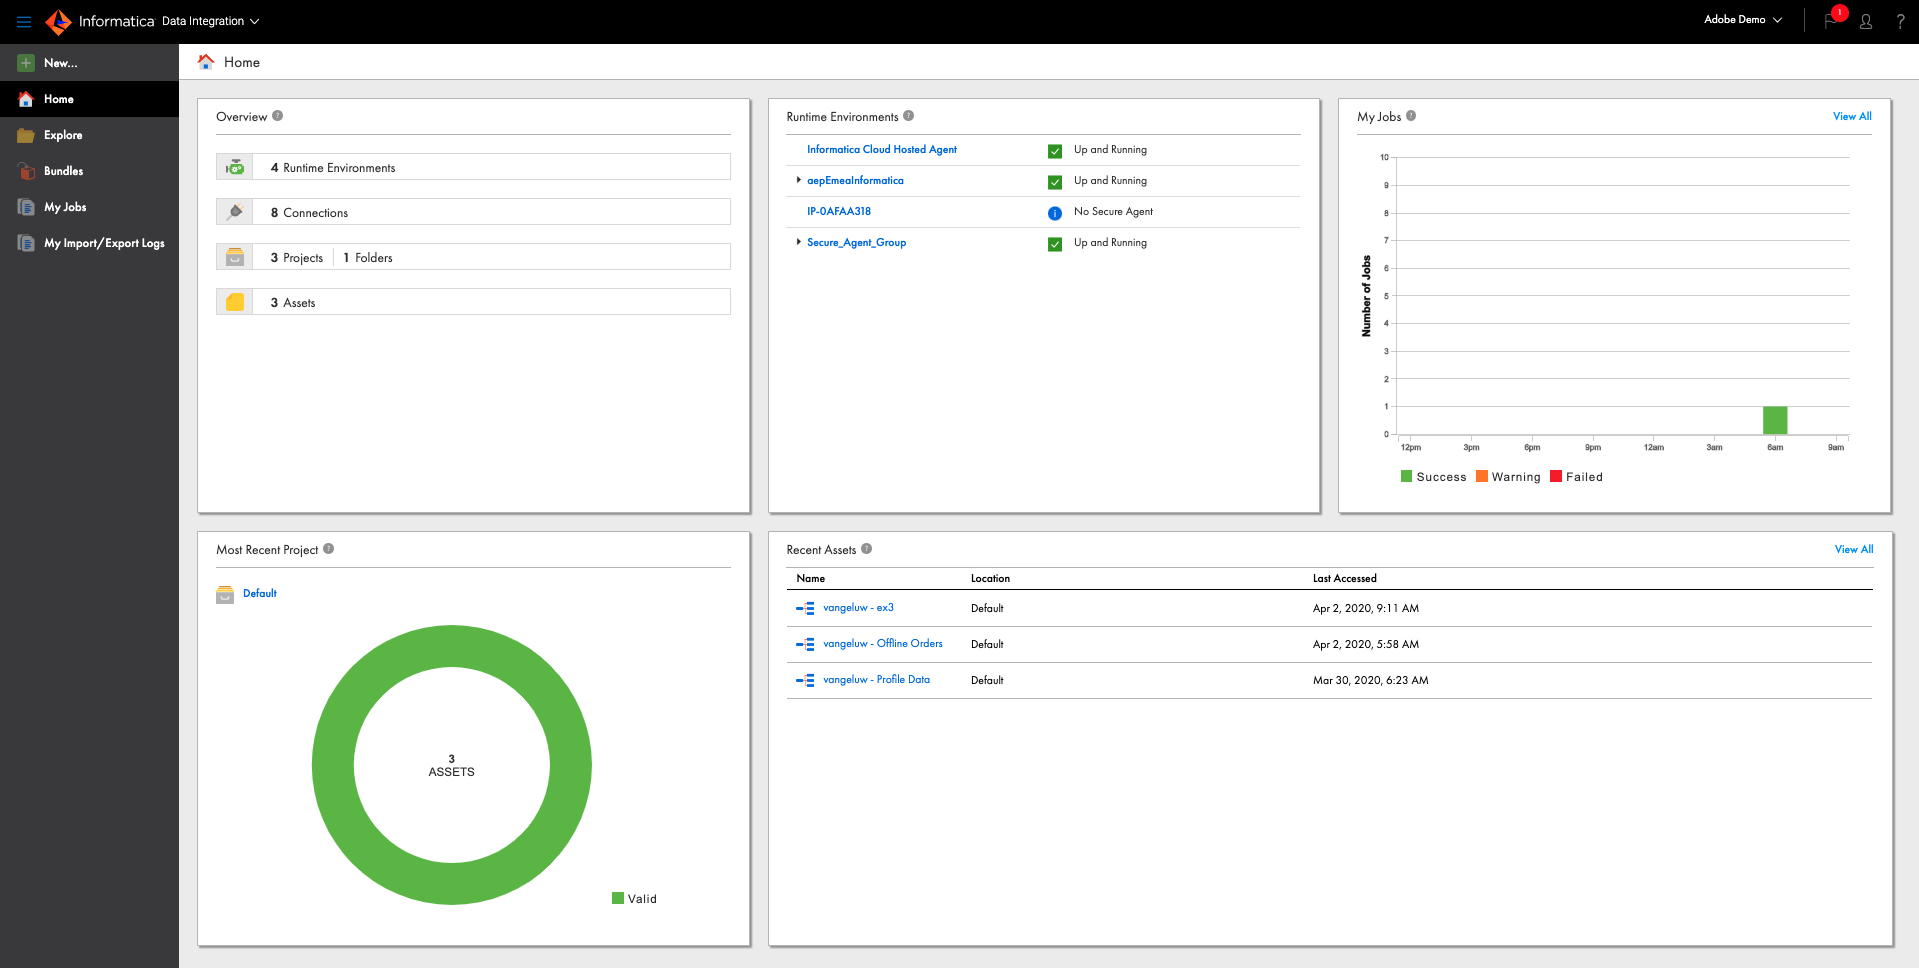 Informatica Data Integration
Adobe Demo
1
?
New...
Home
Explore
Bundles
My Jobs
My Import/Export Logs
Home
Overview ?
4 Runtime Environments
8 Connections
3 Projects 1 Folders
3 Assets
Runtime Environments ?
Informatica Cloud Hosted Agent Up and Running
aepEmeaInformatica Up and Running
IP-0AFAA318 i No Secure Agent
Secure_Agent_Group Up and Running
My Jobs ? View All
Number of Jobs
10
9
8
7
6
5
4
3
2
1
0
12pm 3pm 6pm 9pm 12am 3am 6am 9am
Success Warning Failed
Most Recent Project ?
Default
3
ASSETS
Valid
Recent Assets ? View All
Name Location Last Accessed
vangeluw - ex3 Default Apr 2, 2020, 9:11 AM
vangeluw - Offline Orders Default Apr 2, 2020, 5:58 AM
vangeluw - Profile Data Default Mar 30, 2020, 6:23 AM